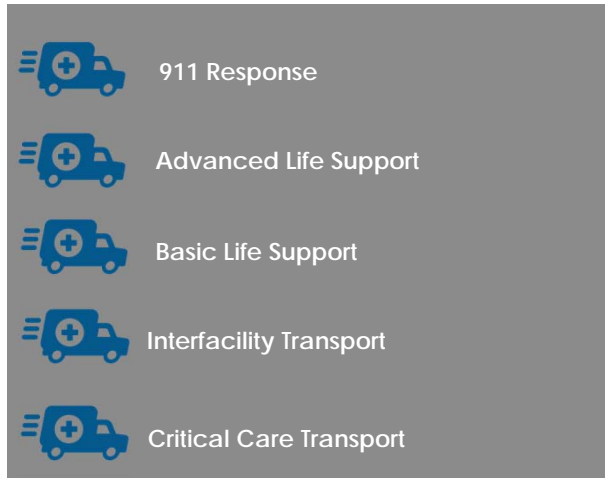 911 Response
Advanced Life Support
Basic Life Support
Interfacility Transport
Critical Care Transport